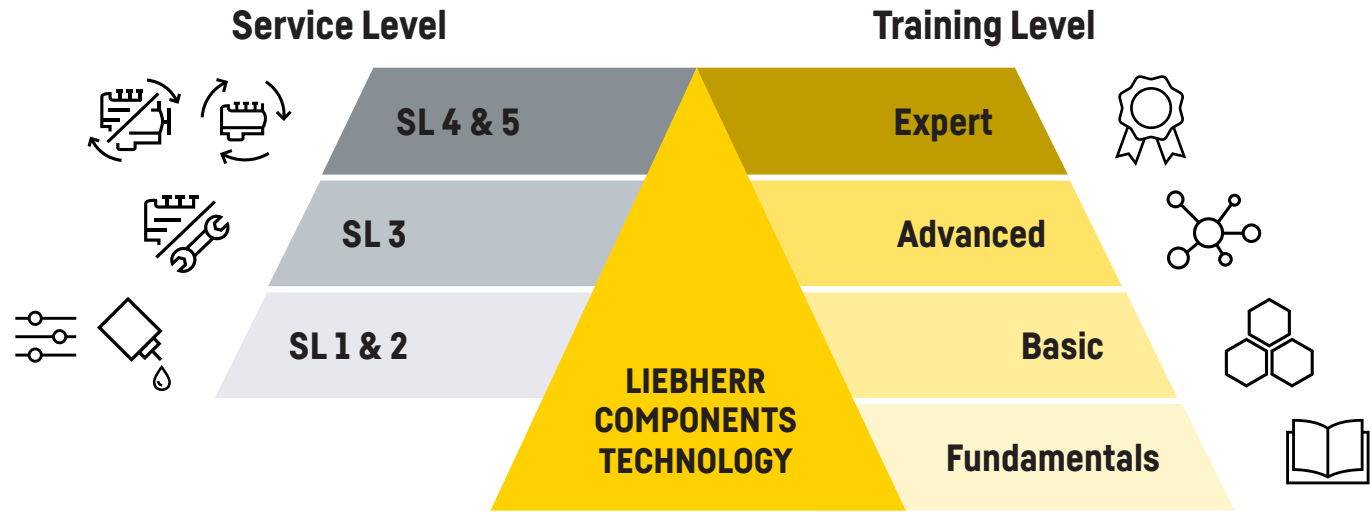 Service Level
Training Level
SL 4 & 5
Expert
SL 3
Advanced
SL 1 & 2
Basic
LIEBHERR
COMPONENTS
TECHNOLOGY
Fundamentals